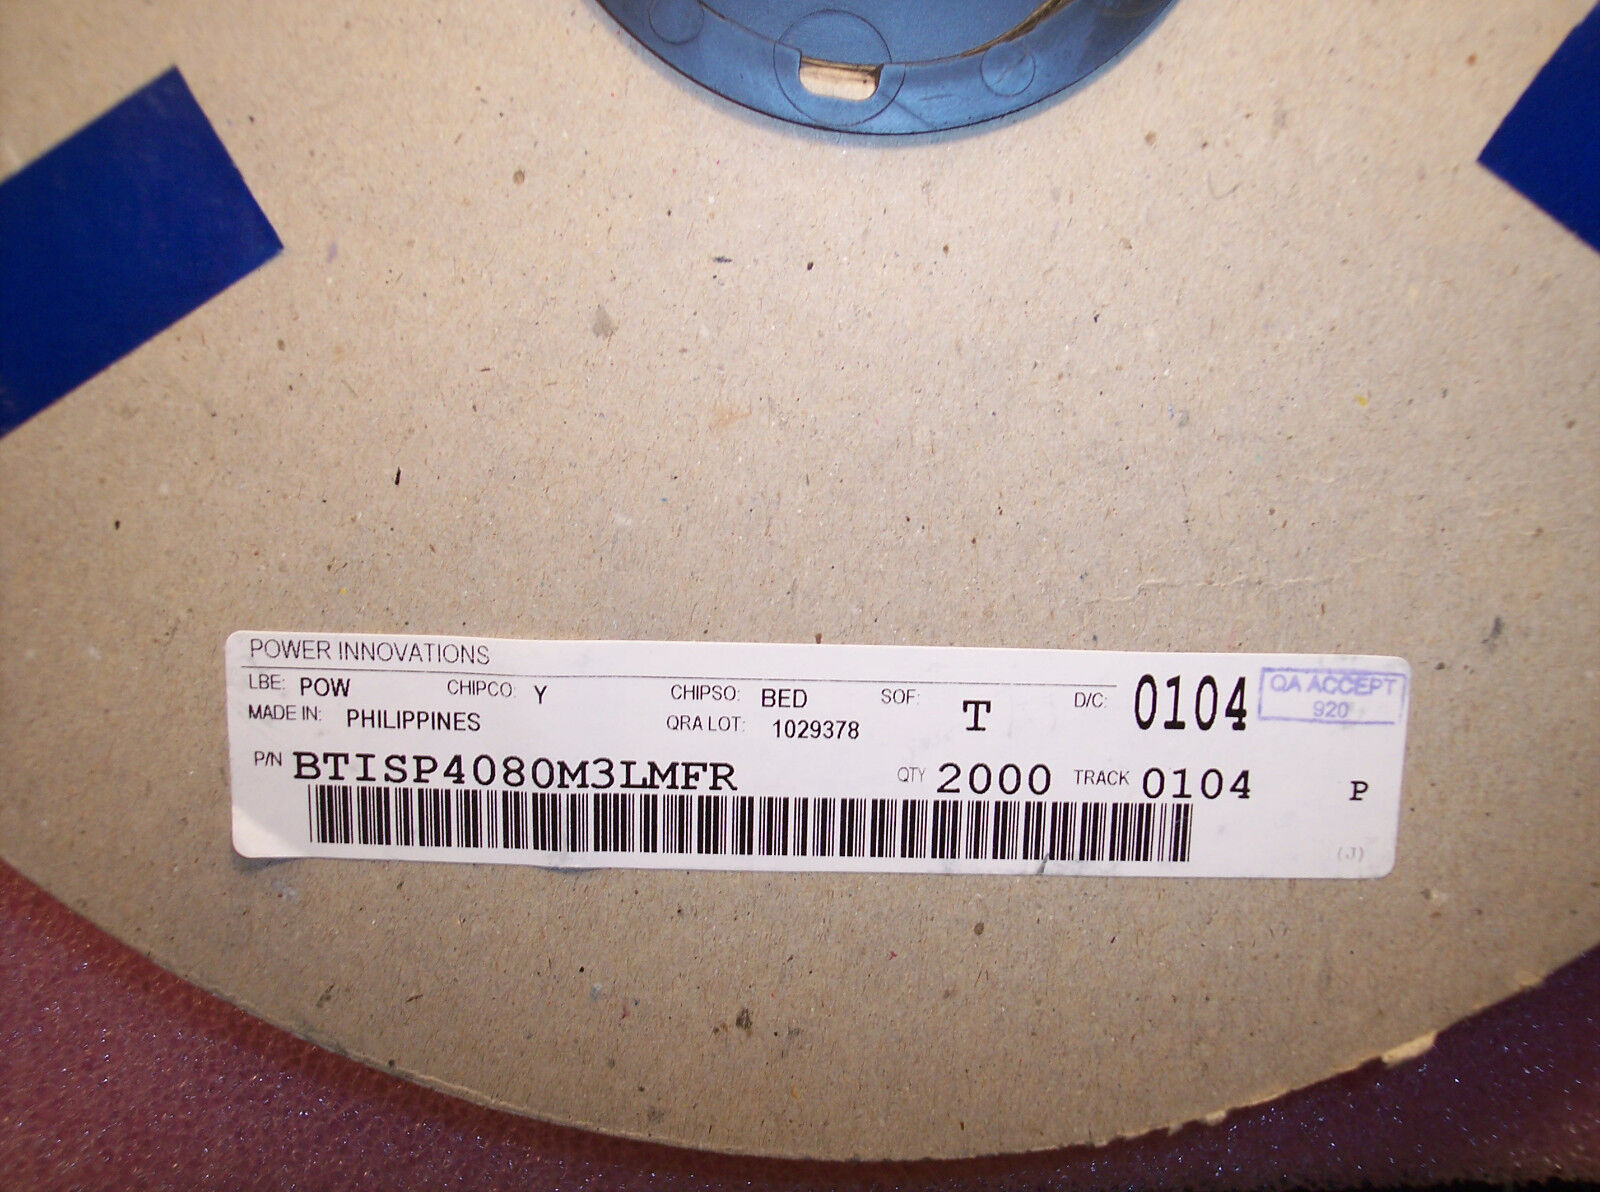 POWER INNOVATIONS
LBE: POW CHIPCO: Y CHIPSO: BED SOF: T D/C: 0104 QA ACCEPT
920
MADE IN: PHILIPPINES QRA LOT: 1029378
P/N BTISP4080M3LMFR QTY 2000 TRACK 0104 P
(J)